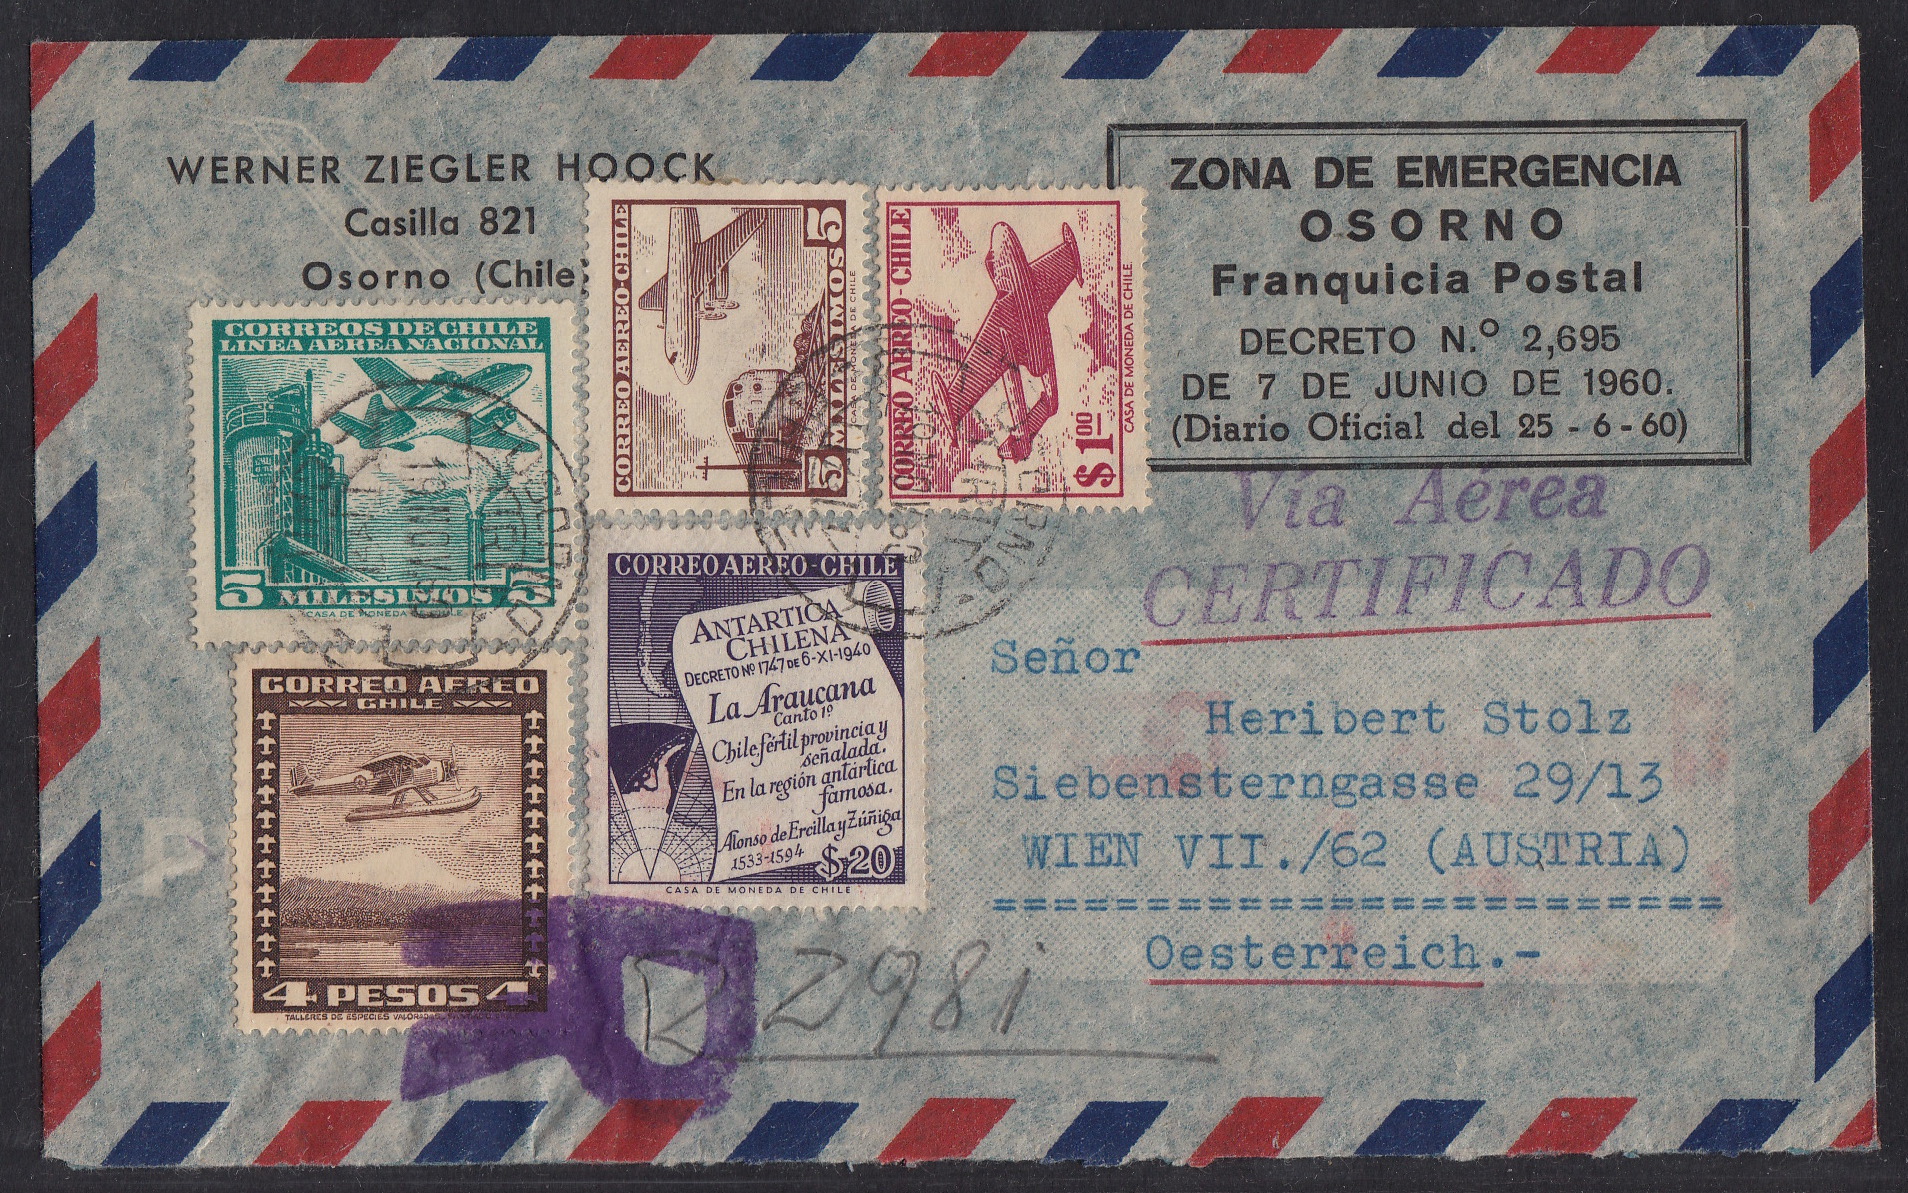 WERNER ZIEGLER HOOCK
Casilla 821
Osorno (Chile
ZONA DE EMERGENCIA
OSORNO
Franquicia Postal
DECRETO N.º 2,695
DE 7 DE JUNIO DE 1960.
(Diario Oficial del 25-6-60)
CORREOS DE CHILE
LINEA AEREA NACIONAL
5 MILESIMOS 5
CASA DE MONEDA DE CHILE
CORREO AEREO-CHILE
5 MILESIMOS 5
CASA DE MONEDA DE CHILE
CORREO AEREO-CHILE
$ 1.00
CASA DE MONEDA DE CHILE
CORREO AEREO
CHILE
4 PESOS 4
TALLERES DE ESPECIES VALORADAS
CORREO AEREO-CHILE
ANTARTICA
CHILENA
DECRETO Nº 1747 DE 6-XI-1940
La Araucana
Canto 1º
Chile, fértil provincia y
señalada.
En la región antártica
famosa.
Alonso de Ercilla y Zúñiga
1533-1594
$20
CASA DE MONEDA DE CHILE
Vía Aérea
CERTIFICADO
Señor
Heribert Stolz
Siebensterngasse 29/13
WIEN VII./62 (AUSTRIA)
==========================
Oesterreich.-
R 2981